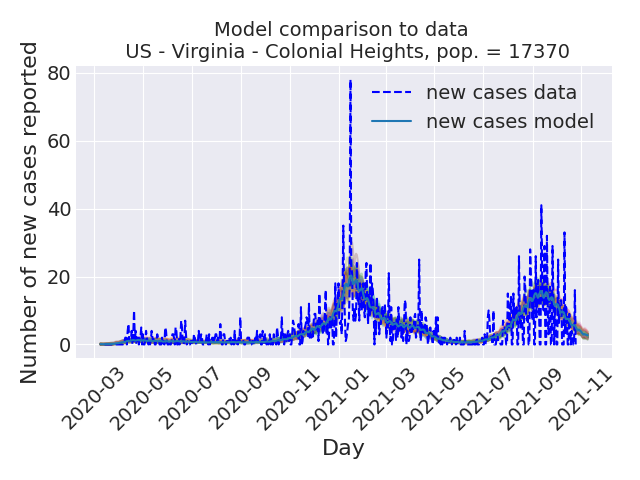 Model comparison to data
US - Virginia - Colonial Heights, pop. = 17370
Number of new cases reported
80
60
40
20
0
new cases data
new cases model
2020-03
2020-05
2020-07
2020-09
2020-11
2021-01
2021-03
2021-05
2021-07
2021-09
2021-11
Day